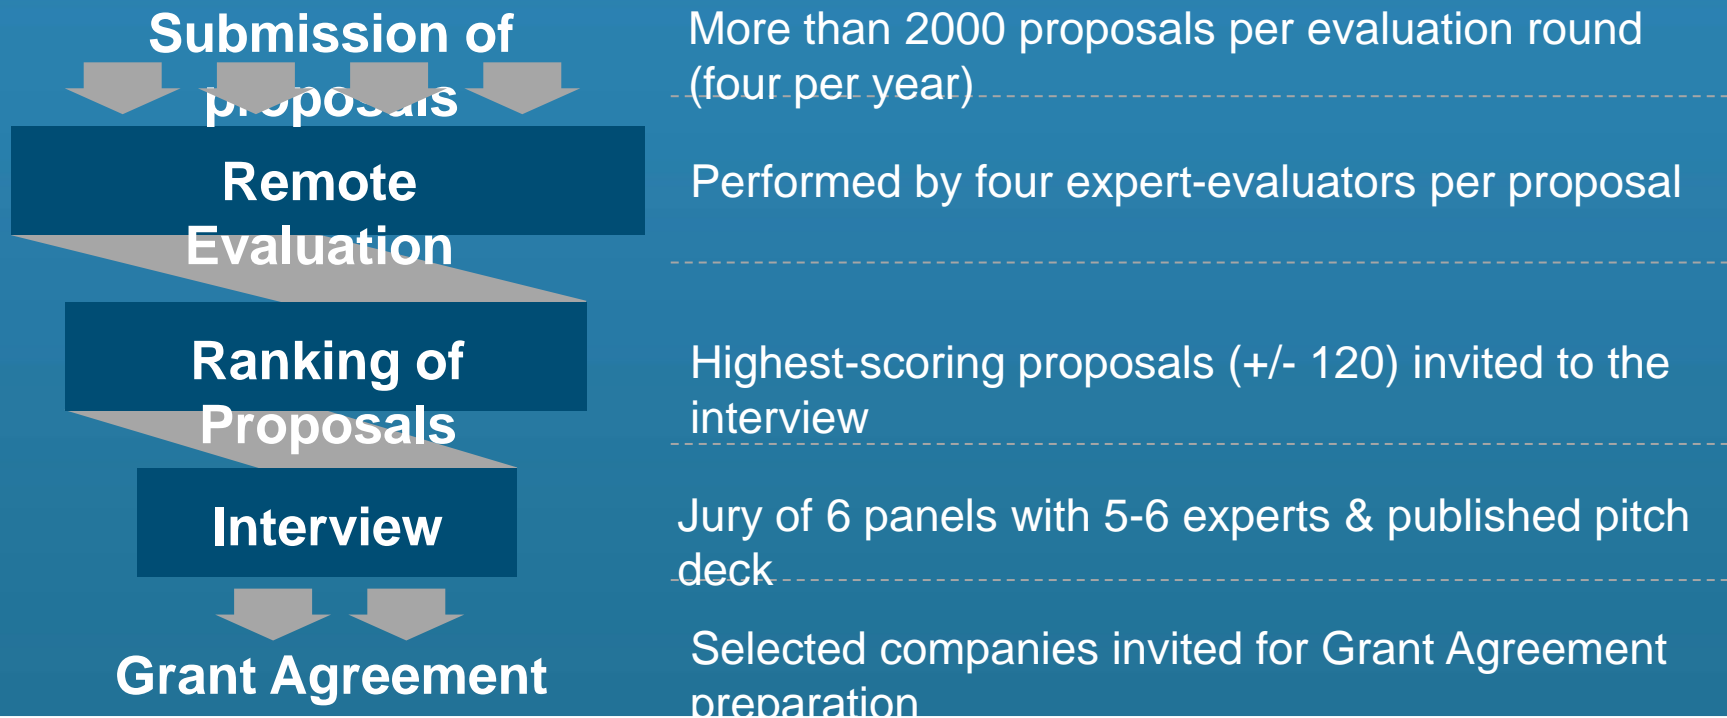 Submission of
proposals
More than 2000 proposals per evaluation round
(four per year)
Remote
Evaluation
Performed by four expert-evaluators per proposal
Ranking of
Proposals
Highest-scoring proposals (+/- 120) invited to the
interview
Interview
Jury of 6 panels with 5-6 experts & published pitch
deck
Grant Agreement
Selected companies invited for Grant Agreement
preparation